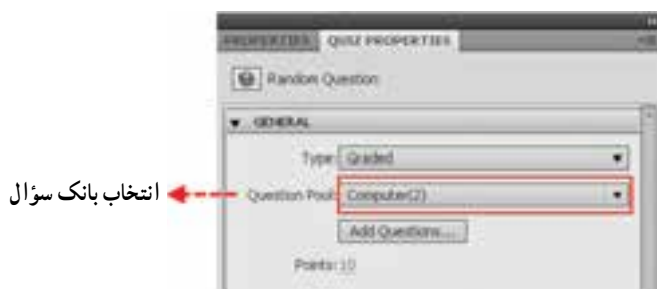 PROPERTIES QUIZ PROPERTIES
Random Question
GENERAL
Type: Graded
انتخاب بانک سؤال Question Pool: Computer(2)
Add Questions...
Points: 10